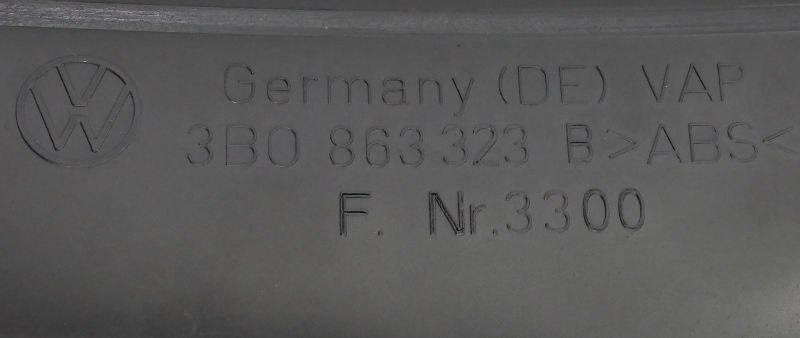 Germany (DE) VAP
3B0 863 323 B >ABS<
F. Nr. 3300